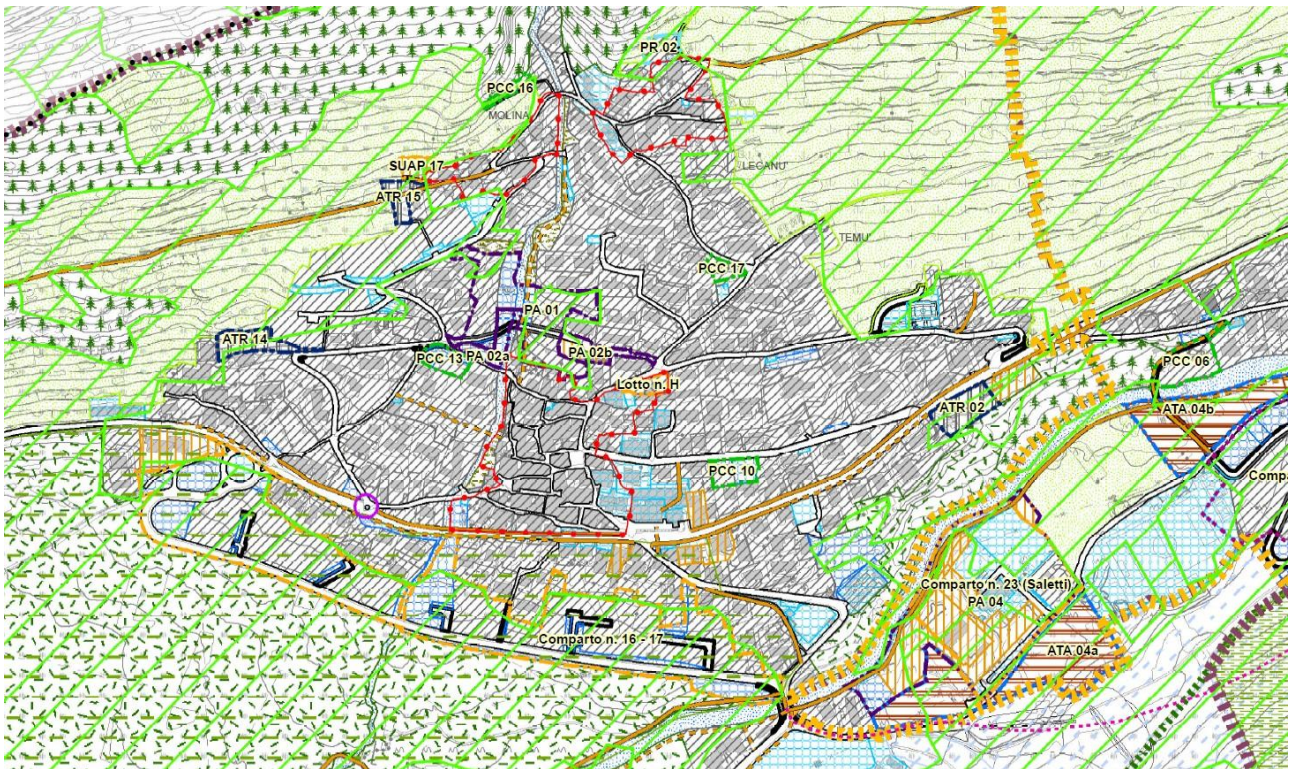 PR 02
PCC 16
MOLINA
LECANU'
SUAP 17
ATR 15
TEMU'
PCC 17
PA 01
ATR 14
PCC 13
PA 02a
PA 02b
PCC 06
Lotto n. H
ATR 02
ATA 04b
PCC 10
Compa
Comparto n. 23 (Saletti)
PA 04
Comparto n. 16 - 17
ATA 04a